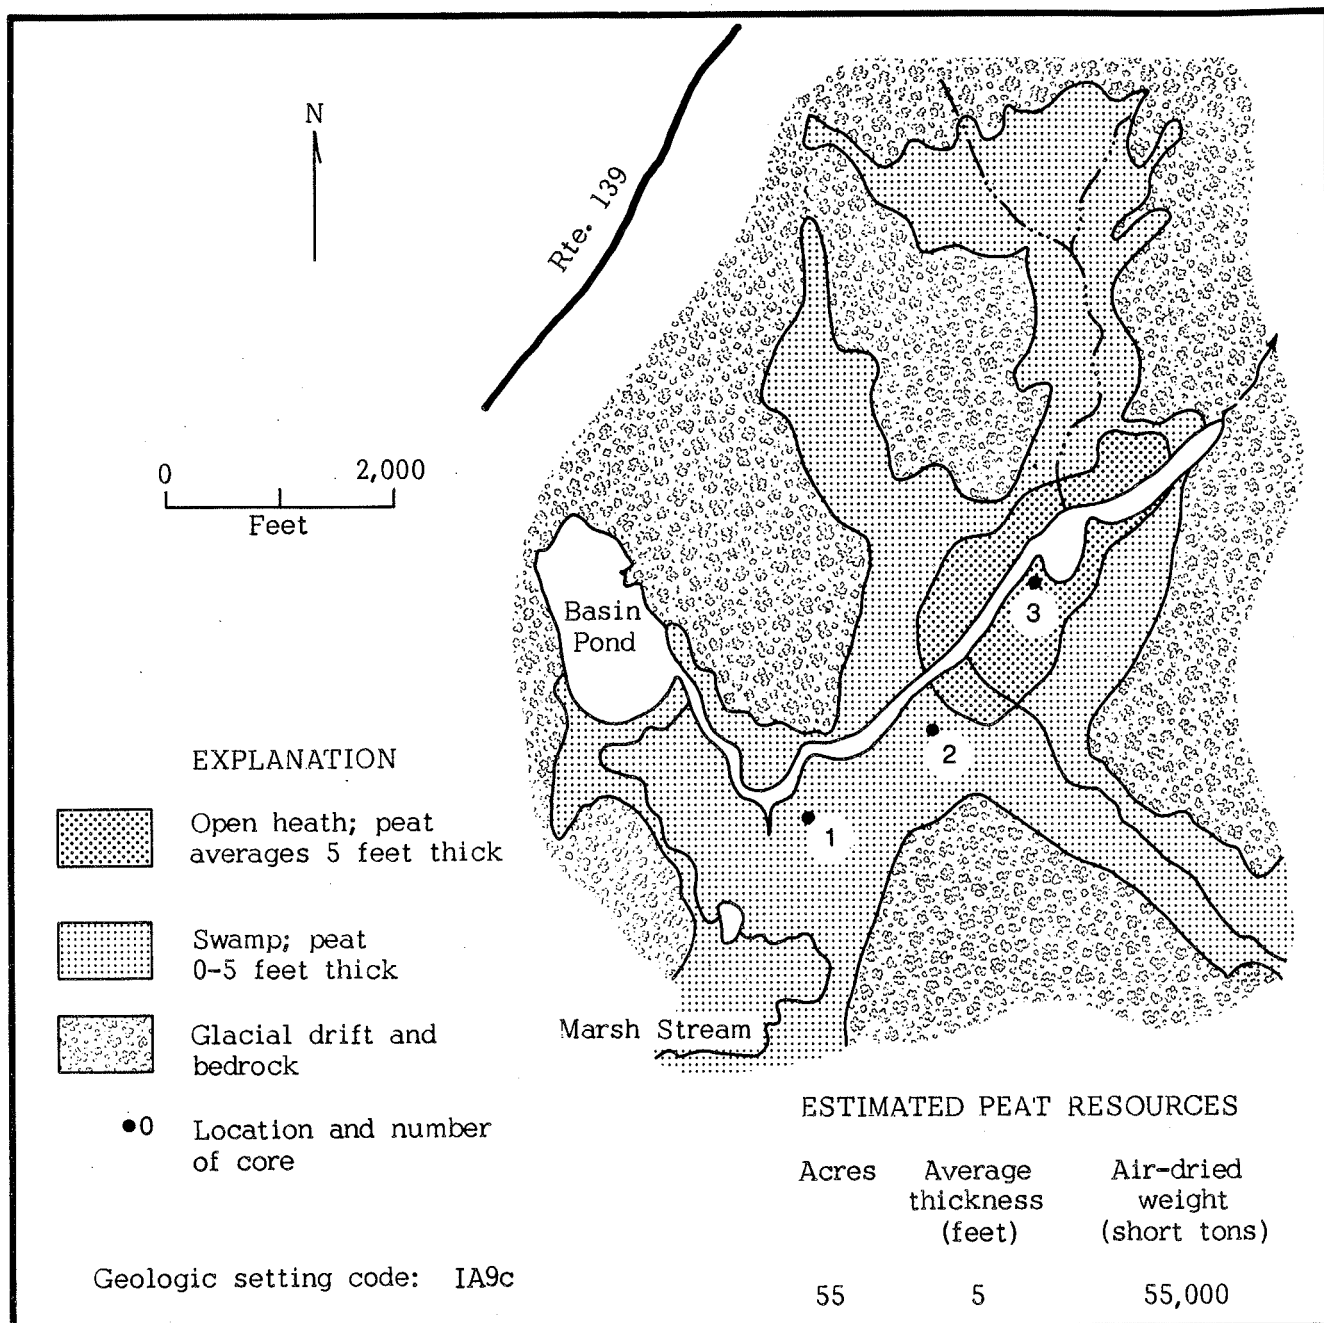 N
Rte. 139
0 2,000
Feet
Basin
Pond
3
2
1
EXPLANATION
Open heath; peat
averages 5 feet thick
Swamp; peat
0-5 feet thick
Glacial drift and
bedrock
0 Location and number
of core
Marsh Stream
Geologic setting code: IA9c
ESTIMATED PEAT RESOURCES
Acres Average Air-dried
thickness weight
(feet) (short tons)
55 5 55,000